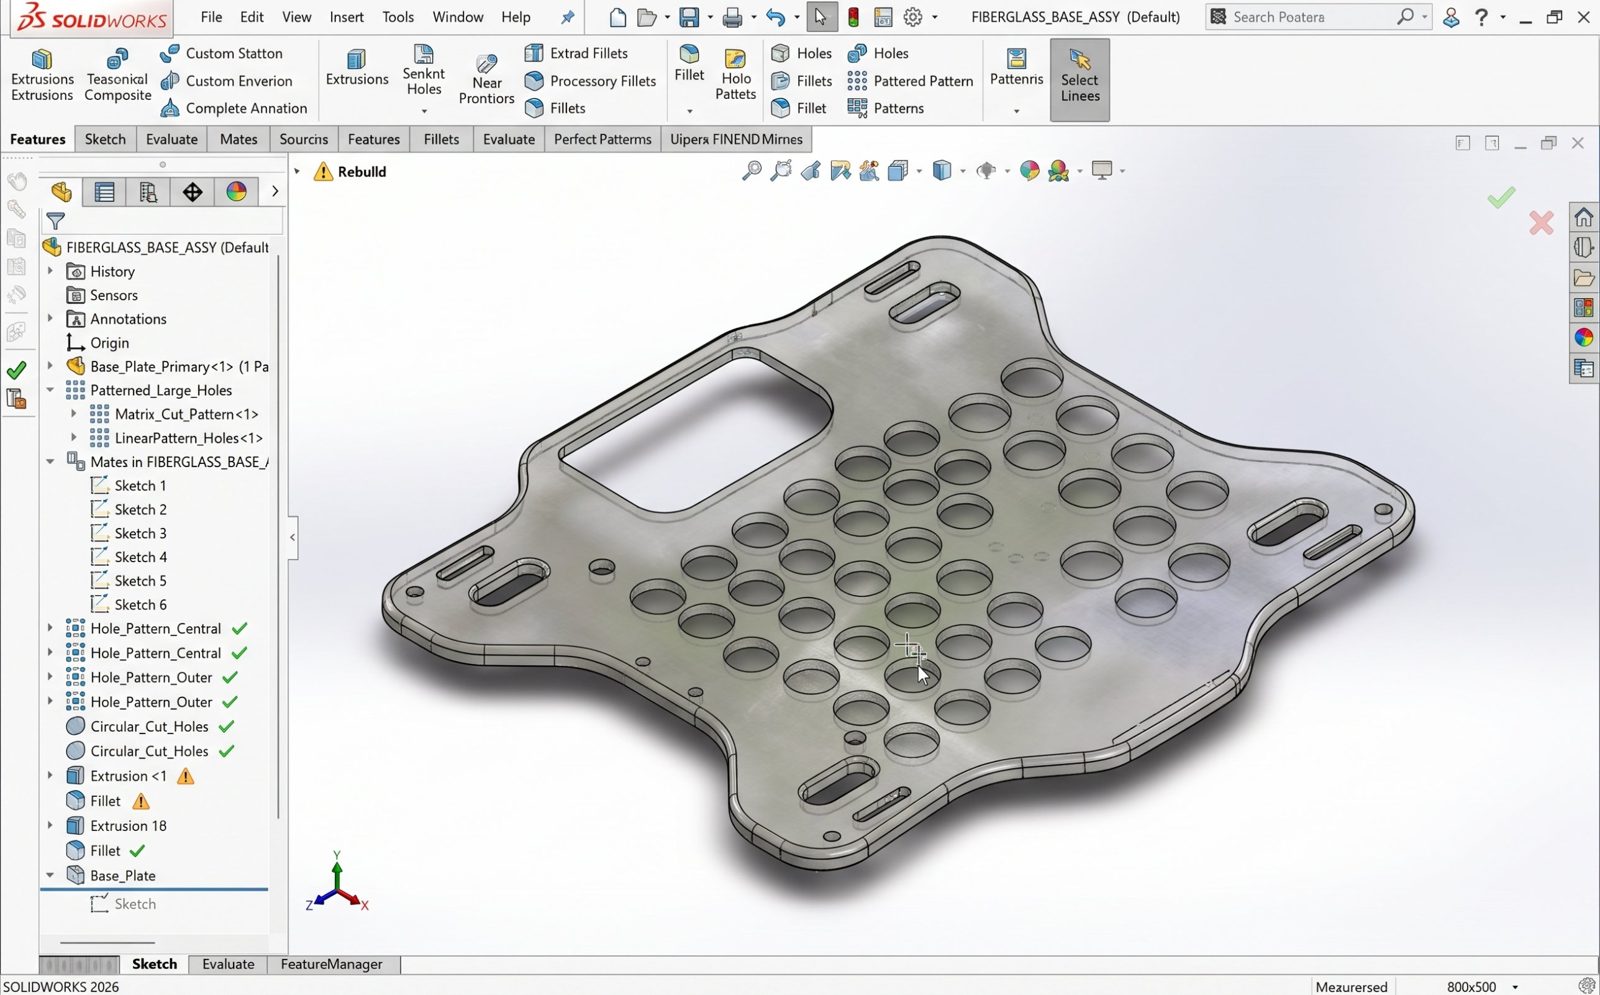 SOLIDWORKS File Edit View Insert Tools Window Help FIBERGLASS_BASE_ASSY (Default) Search Poatera
Extrusions Extrusions
Teasonical Composite
Custom Statton
Custom Enverion
Complete Annation
Extrusions
Senknt Holes
Near Prontiors
Extrad Fillets
Processory Fillets
Fillets
Fillet
Holo Pattets
Holes
Fillets
Fillet
Holes
Pattered Pattern
Patterns
Pattenris
Select Linees
Features Sketch Evaluate Mates Sourcins Features Fillets Evaluate Perfect Patterns Uipers FINEND Mirnes
Rebulld
FIBERGLASS_BASE_ASSY (Default
History
Sensors
Annotations
Origin
Base_Plate_Primary<1> (1 Pa
Patterned_Large_Holes
Matrix_Cut_Pattern<1>
LinearPattern_Holes<1>
Mates in FIBERGLASS_BASE_A
Sketch 1
Sketch 2
Sketch 3
Sketch 4
Sketch 5
Sketch 6
Hole_Pattern_Central
Hole_Pattern_Central
Hole_Pattern_Outer
Hole_Pattern_Outer
Circular_Cut_Holes
Circular_Cut_Holes
Extrusion <1
Fillet
Extrusion 18
Fillet
Base_Plate
Sketch
Y
Z X
Sketch Evaluate FeatureManager
SOLIDWORKS 2026 Mezurersed 800x500